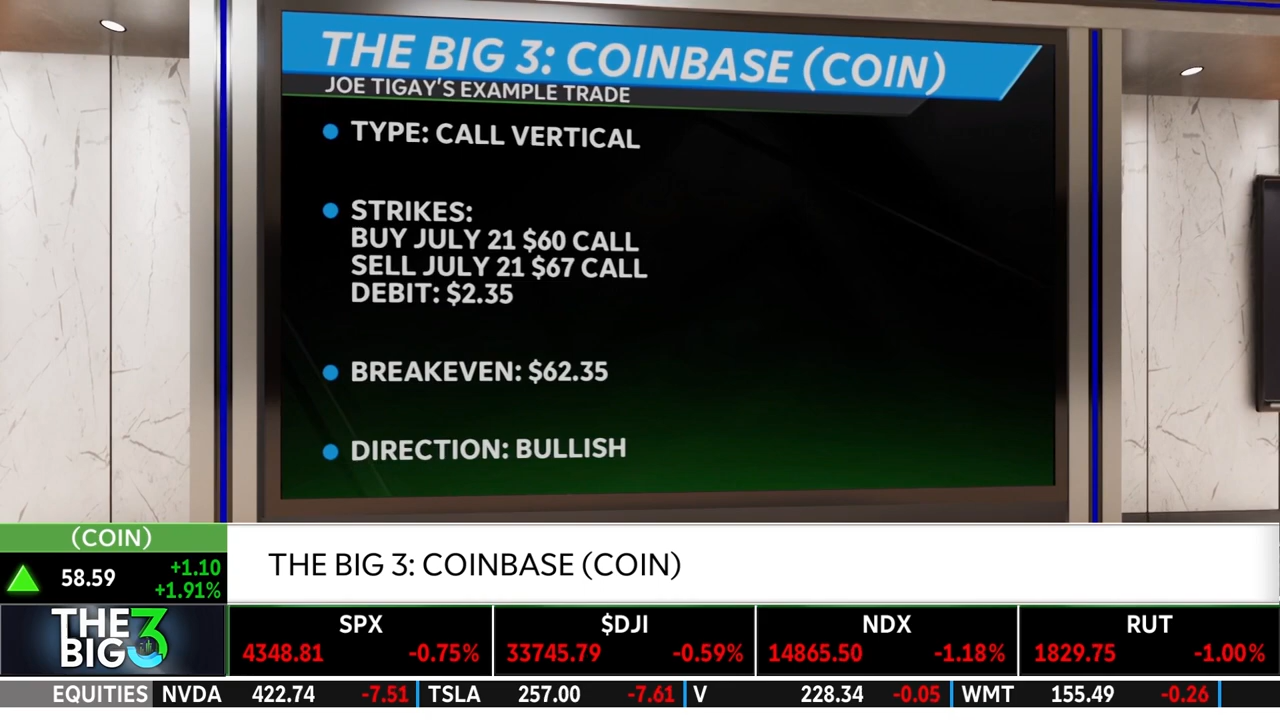 THE BIG 3: COINBASE (COIN)
JOE TIGAY'S EXAMPLE TRADE
TYPE: CALL VERTICAL
STRIKES:
BUY JULY 21 $60 CALL
SELL JULY 21 $67 CALL
DEBIT: $2.35
BREAKEVEN: $62.35
DIRECTION: BULLISH
(COIN)
58.59 +1.10
+1.91%
THE BIG 3: COINBASE (COIN)
THE BIG 3
SPX $DJI NDX RUT
4348.81 -0.75% 33745.79 -0.59% 14865.50 -1.18% 1829.75 -1.00%
EQUITIES NVDA 422.74 -7.51 TSLA 257.00 -7.61 V 228.34 -0.05 WMT 155.49 -0.26